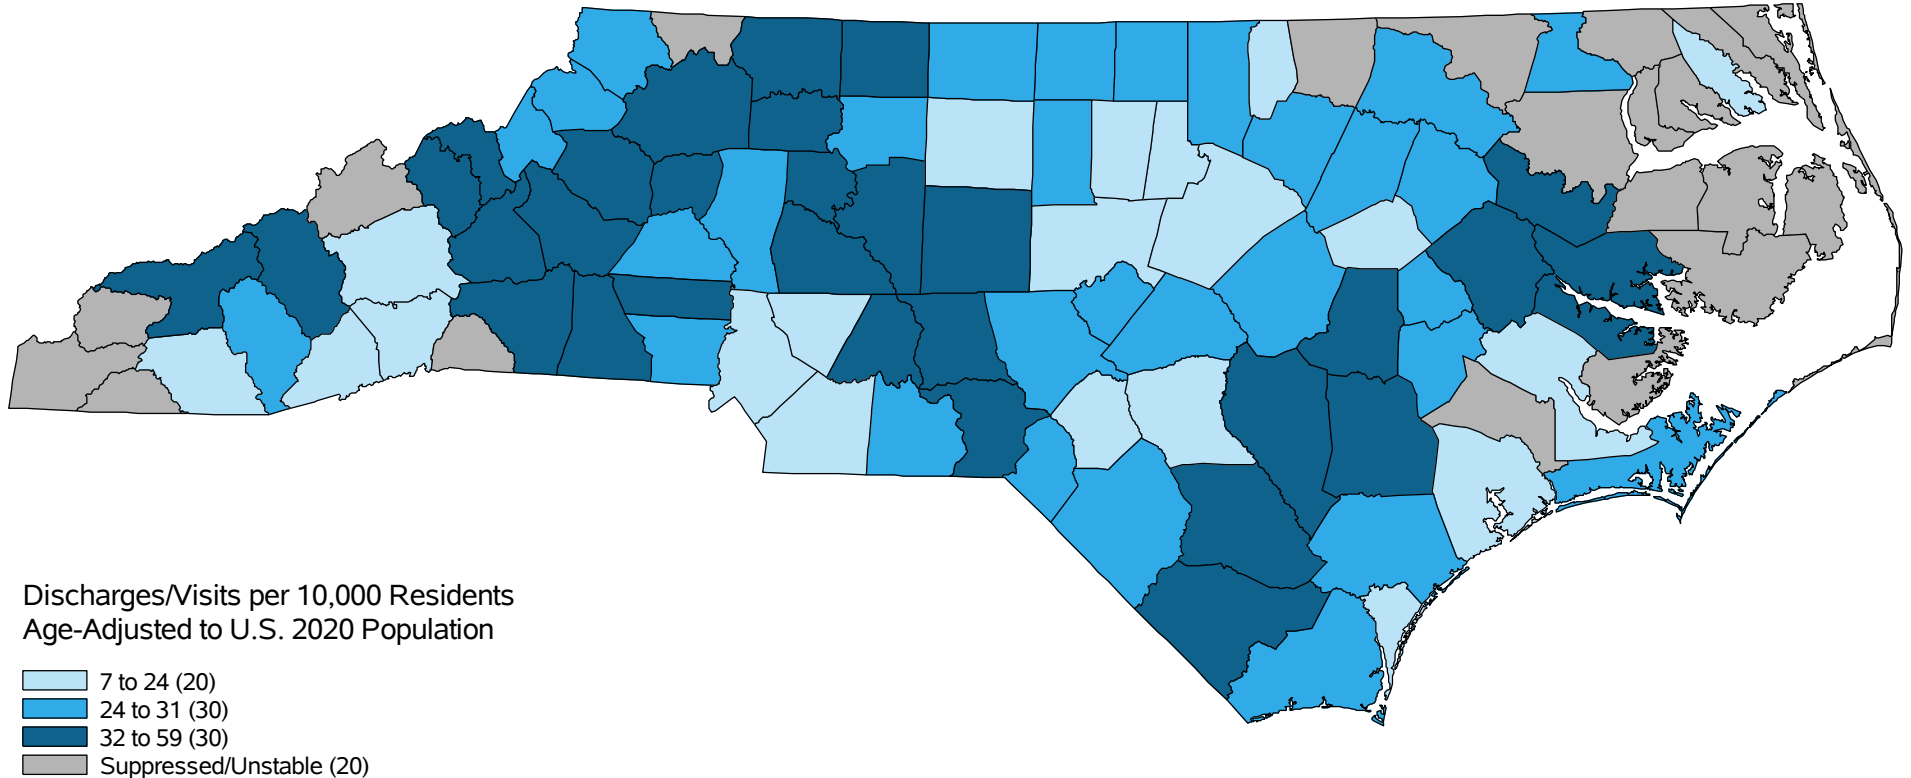 Discharges/Visits per 10,000 Residents
Age-Adjusted to U.S. 2020 Population
7 to 24 (20)
24 to 31 (30)
32 to 59 (30)
Suppressed/Unstable (20)